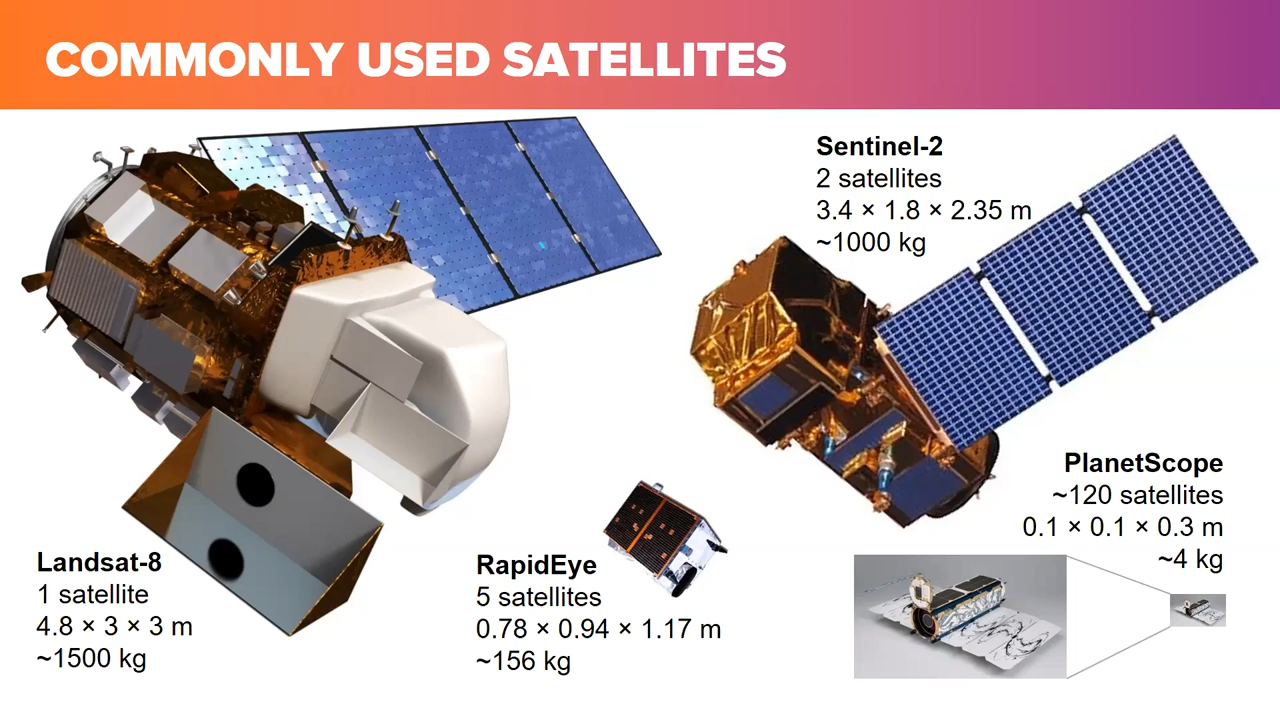 COMMONLY USED SATELLITES
Sentinel-2
2 satellites
3.4 × 1.8 × 2.35 m
~1000 kg
PlanetScope
~120 satellites
0.1 × 0.1 × 0.3 m
~4 kg
Landsat-8
1 satellite
4.8 × 3 × 3 m
~1500 kg
RapidEye
5 satellites
0.78 × 0.94 × 1.17 m
~156 kg